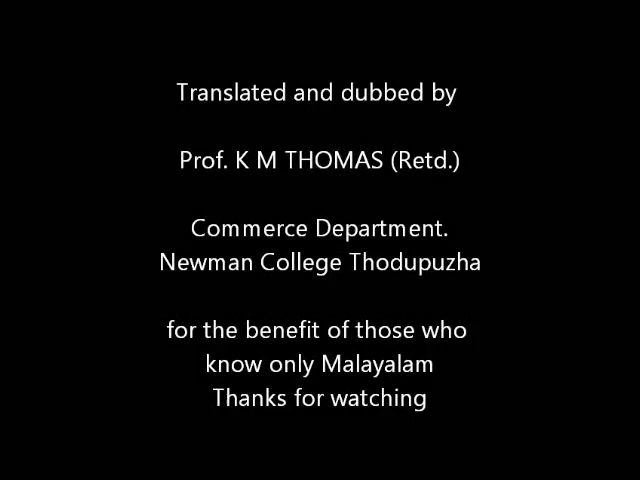 Translated and dubbed by
Prof. K M THOMAS (Retd.)
Commerce Department.
Newman College Thodupuzha
for the benefit of those who
know only Malayalam
Thanks for watching